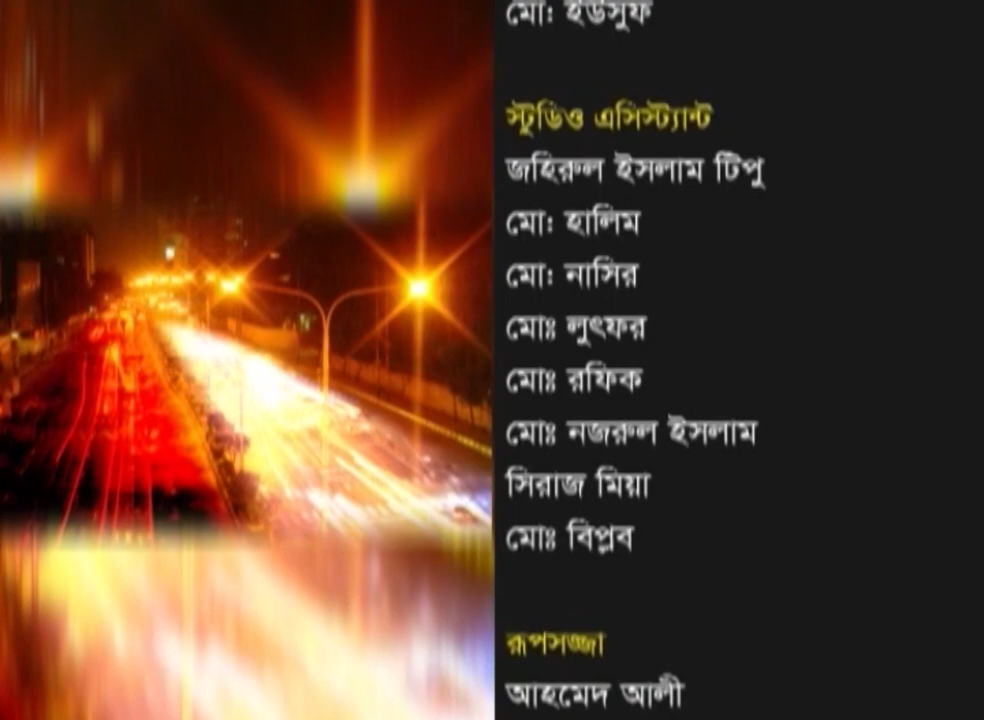 মো: ইউসুফ
স্টুডিও এসিস্ট্যান্ট
জহিরুল ইসলাম টিপু
মো: হালিম
মো: নাসির
মোঃ লুৎফর
মোঃ রফিক
মোঃ নজরুল ইসলাম
সিরাজ মিয়া
মোঃ বিপ্লব
রূপসজ্জা
আহমেদ আলী